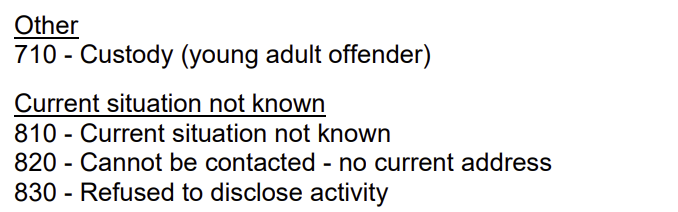 Other
710 - Custody (young adult offender)
Current situation not known
810 - Current situation not known
820 - Cannot be contacted - no current address
830 - Refused to disclose activity